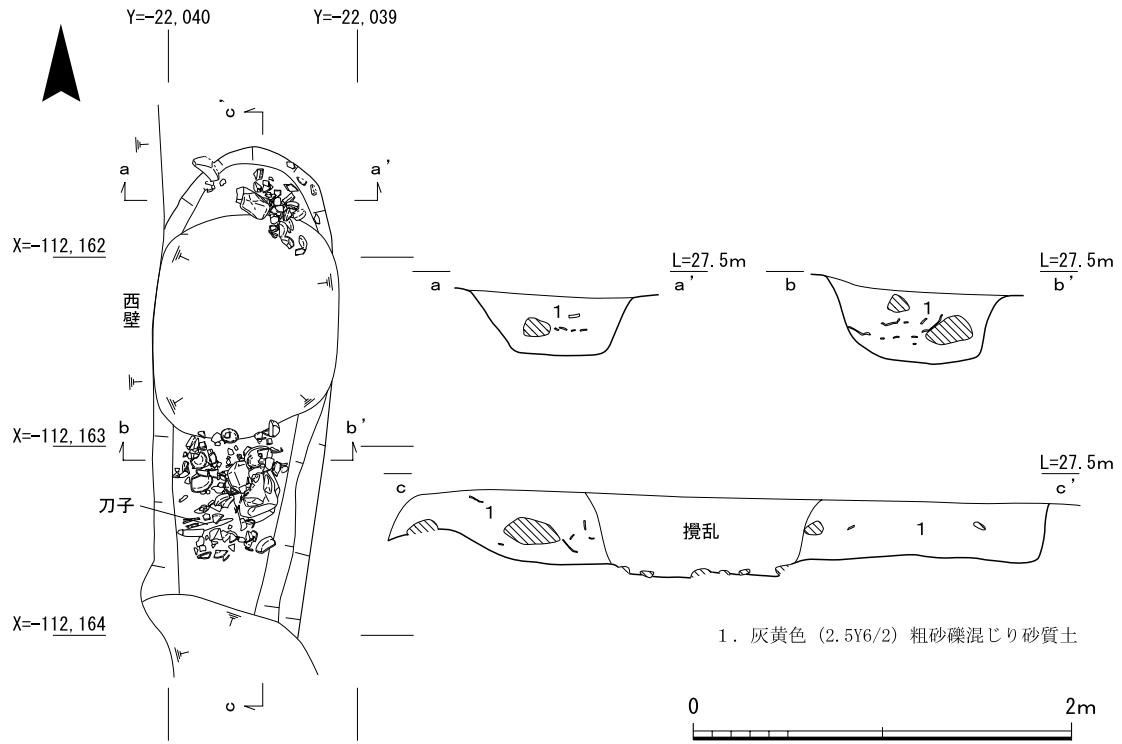 Y=-22,040
Y=-22,039
c'
a
a'
X=-112,162
L=27.5m
L=27.5m
a
a'
b
b'
西壁
1
1
X=-112,163
b
b'
L=27.5m
c
c'
刀子
1
攪乱
1
X=-112,164
1．灰黄色（2.5Y6/2）粗砂礫混じり砂質土
c
0
2m